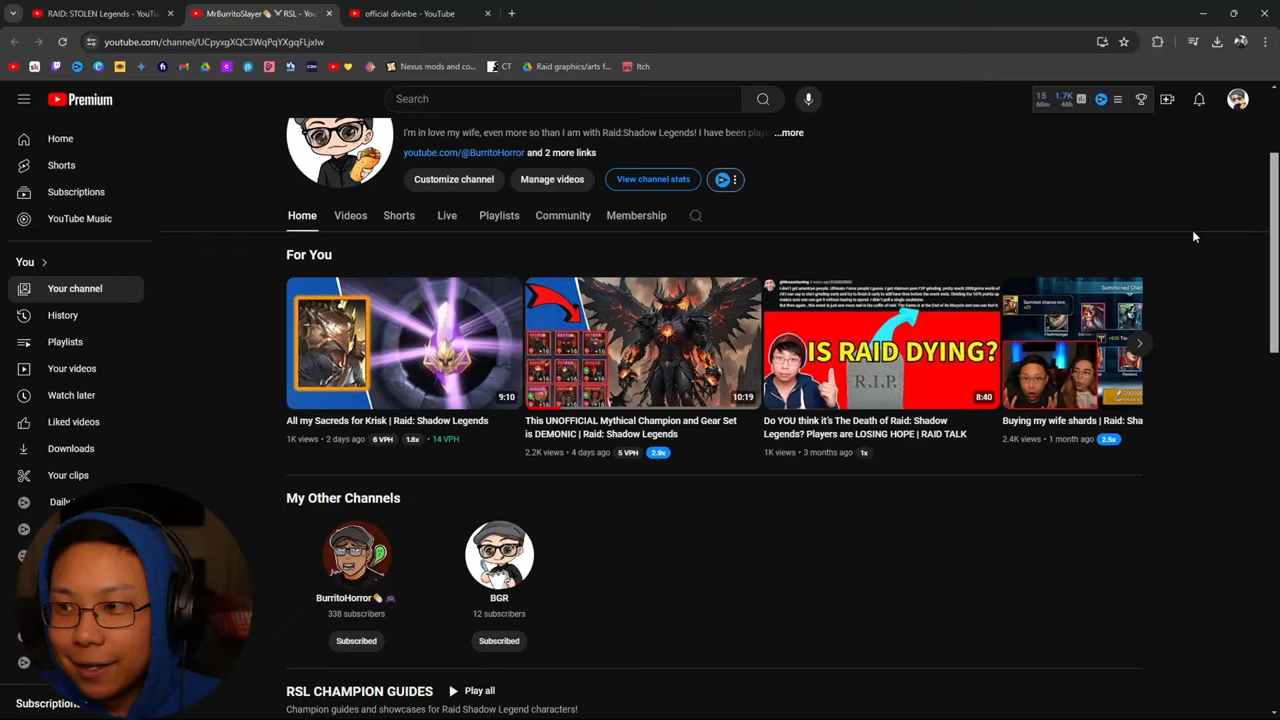 RAID: STOLEN Legends - YouTu
MrBurritoSlayer🌯⚔️RSL - You
official divinbe - YouTube
youtube.com/channel/UCpyxgXQC3WqPqYXgqFLjxIw
Nexus mods and co...
CT
Raid graphics/arts f...
Itch
Premium
Search
15 60m
1.7K 48h
Home
Shorts
Subscriptions
YouTube Music
You
Your channel
History
Playlists
Your videos
Watch later
Liked videos
Downloads
Your clips
Daily
Subscriptions
I'm in love my wife, even more so than I am with Raid:Shadow Legends! I have been play
...more
youtube.com/@BurritoHorror and 2 more links
Customize channel
Manage videos
View channel stats
Home
Videos
Shorts
Live
Playlists
Community
Membership
For You
9:10
10:19
IS RAID DYING?
R.I.P.
8:40
All my Sacreds for Krisk | Raid: Shadow Legends
1K views • 2 days ago 6 VPH 1.8x • 14 VPH
This UNOFFICIAL Mythical Champion and Gear Set
is DEMONIC | Raid: Shadow Legends
2.2K views • 4 days ago 5 VPH 2.9x
Do YOU think it's The Death of Raid: Shadow
Legends? Players are LOSING HOPE | RAID TALK
1K views • 3 months ago 1x
Buying my wife shards | Raid: Sha
2.4K views • 1 month ago 2.5x
My Other Channels
BurritoHorror🌯🎮
338 subscribers
Subscribed
BGR
12 subscribers
Subscribed
RSL CHAMPION GUIDES
Play all
Champion guides and showcases for Raid Shadow Legend characters!